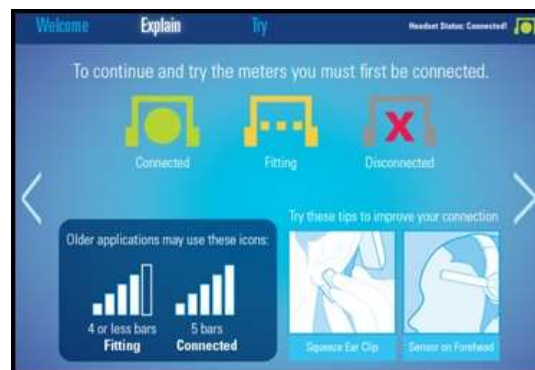 Welcome Explain Try Headset Status: Connected!
To continue and try the meters you must first be connected.
Connected Fitting Disconnected
Try these tips to improve your connection
Older applications may use these icons:
4 or less bars 5 bars
Fitting Connected
Squeeze Ear Clip Sensor on Forehead